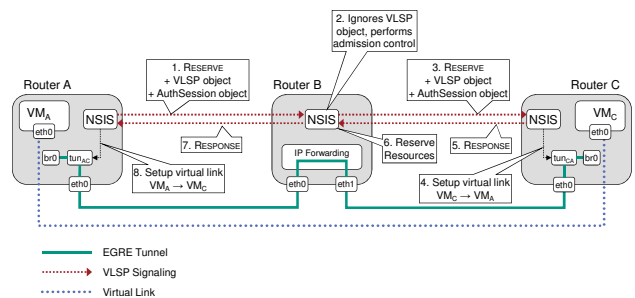 2. Ignores VLSP
object, performs
admission control
1. RESERVE
+ VLSP object
+ AuthSession object
3. RESERVE
+ VLSP object
+ AuthSession object
Router A
Router B
Router C
VMA
eth0
NSIS
NSIS
NSIS
VMC
eth0
7. RESPONSE
6. Reserve
Resources
5. RESPONSE
br0
tunAC
8. Setup virtual link
VMA → VMC
IP Forwarding
4. Setup virtual link
VMC → VMA
tunCA
br0
eth0
eth0
eth1
eth0
EGRE Tunnel
VLSP Signaling
Virtual Link